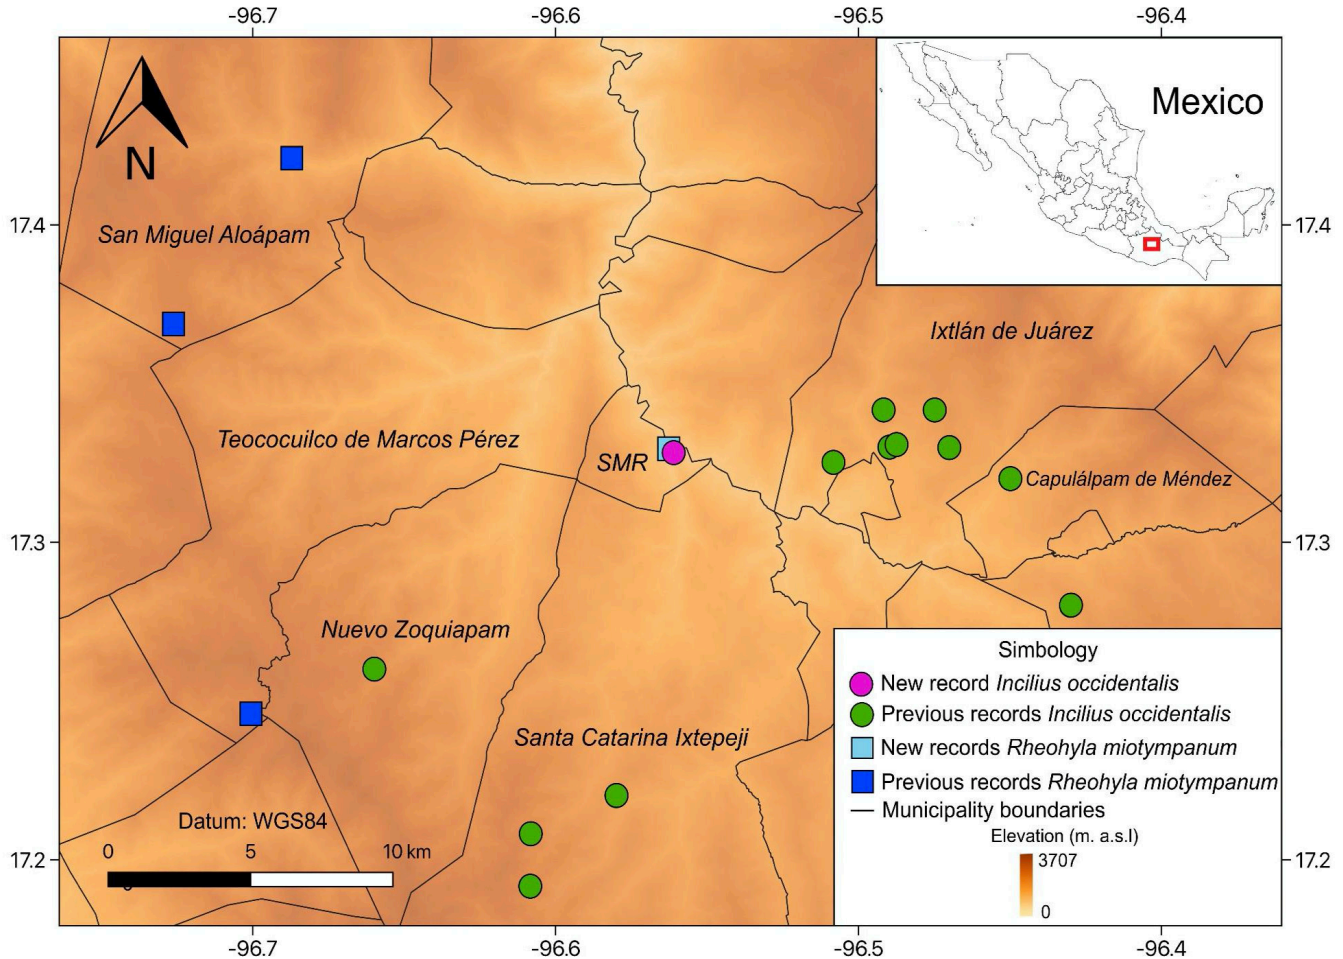 -96.7 -96.6 -96.5 -96.4
Mexico
N
17.4 17.4
San Miguel Aloápam
Ixtlán de Juárez
Teococuilco de Marcos Pérez
SMR
Capulálpam de Méndez
17.3 17.3
Nuevo Zoquiapam
Santa Catarina Ixtepeji
Simbology
New record Incilius occidentalis
Previous records Incilius occidentalis
New records Rheohyla miotympanum
Previous records Rheohyla miotympanum
Municipality boundaries
Elevation (m. a.s.l)
3707
0
Datum: WGS84
0 5 10 km
17.2 17.2
-96.7 -96.6 -96.5 -96.4